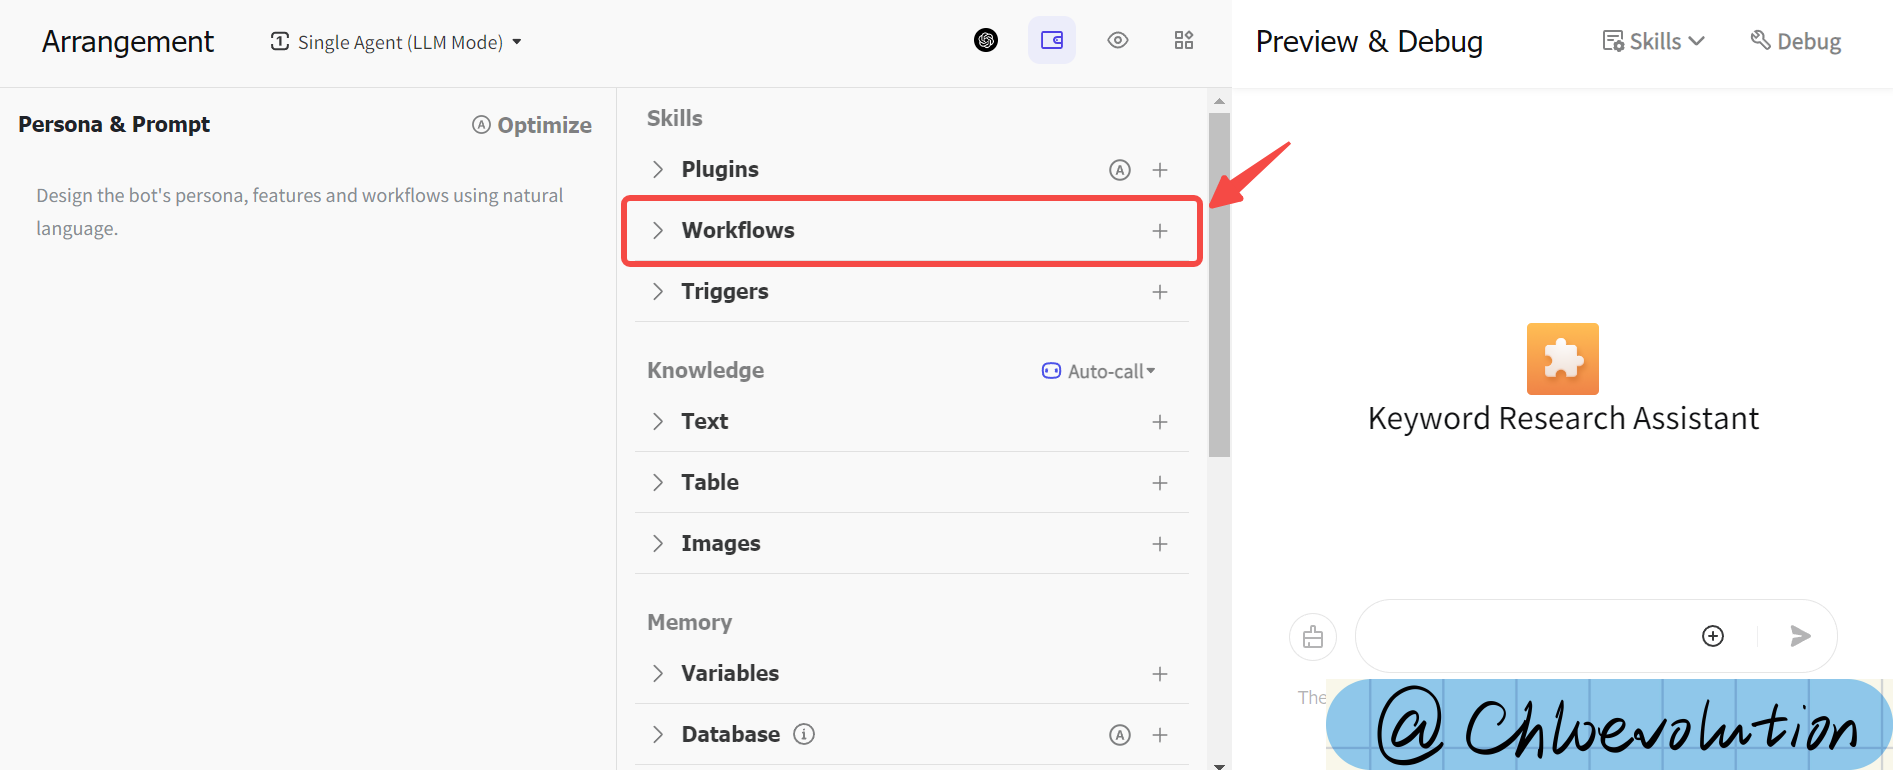 Arrangement
Single Agent (LLM Mode)
Preview & Debug
Skills
Debug
Persona & Prompt
Optimize
Design the bot's persona, features and workflows using natural
language.
Skills
Plugins
Workflows
Triggers
Knowledge
Auto-call
Text
Table
Images
Memory
Variables
Database
Keyword Research Assistant
The
@Chloevolution